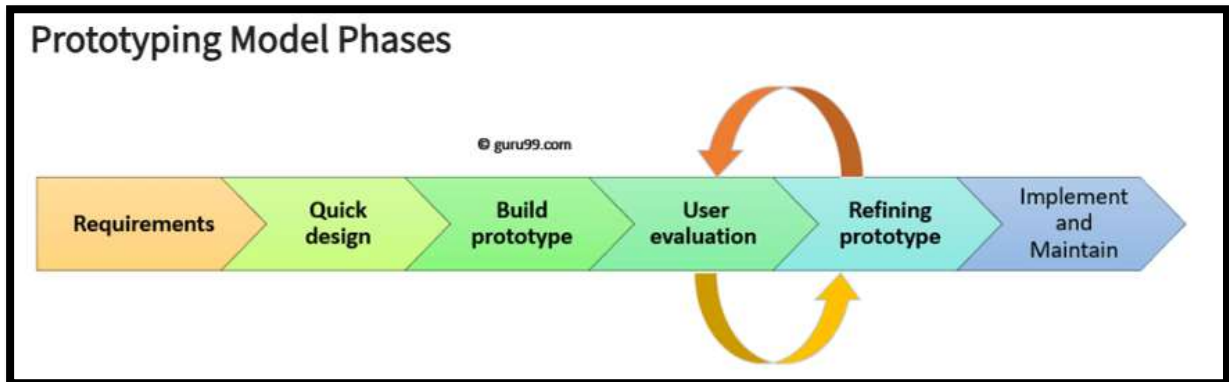 Prototyping Model Phases
© guru99.com
Requirements
Quick
design
Build
prototype
User
evaluation
Refining
prototype
Implement
and
Maintain